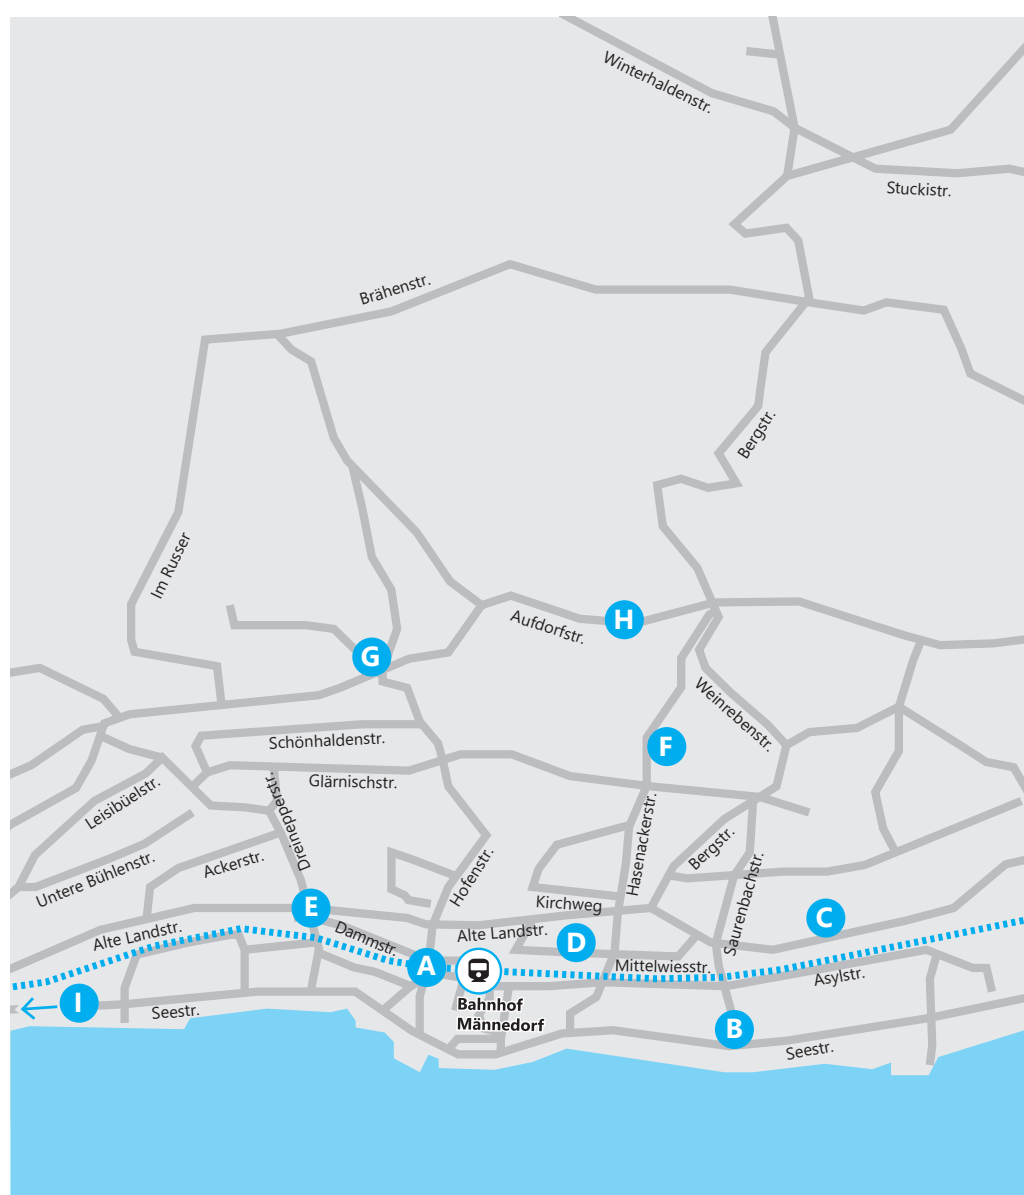 Winterhaldenstr.
Stuckistr.
Brähenstr.
Bergstr.
Im Russer
H
Aufdorfstr.
G
Weinrebenstr.
F
Schönhaldenstr.
Glärnischstr.
Leisibüelstr.
Dreinepperstr.
Hasenackerstr.
Bergstr.
Untere Bühlenstr.
Ackerstr.
Hofenstr.
Saurenbachstr.
Kirchweg
E
C
Alte Landstr.
Dammstr.
Alte Landstr.
D
A
Mittelwiesstr.
Asylstr.
I
Seestr.
Bahnhof
Männedorf
B
Seestr.